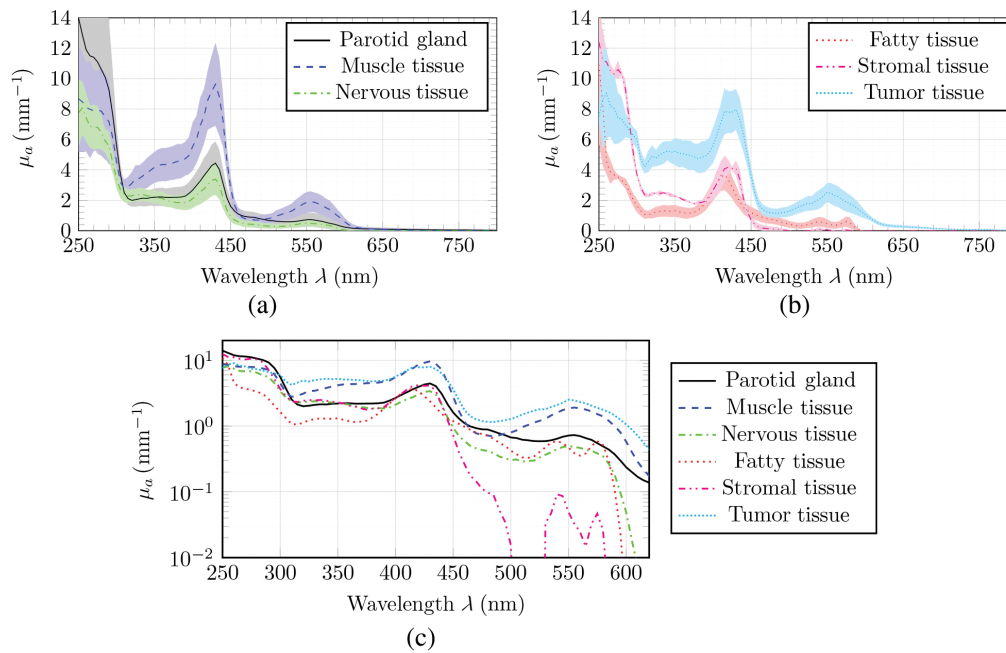 14
12
10
8
6
4
2
0
μa (mm−1)
250 350 450 550 650 750
Wavelength λ (nm)
Parotid gland
Muscle tissue
Nervous tissue
(a)
14
12
10
8
6
4
2
0
μa (mm−1)
250 350 450 550 650 750
Wavelength λ (nm)
Fatty tissue
Stromal tissue
Tumor tissue
(b)
10^1
10^0
10^−1
10^−2
μa (mm−1)
250 300 350 400 450 500 550 600
Wavelength λ (nm)
Parotid gland
Muscle tissue
Nervous tissue
Fatty tissue
Stromal tissue
Tumor tissue
(c)